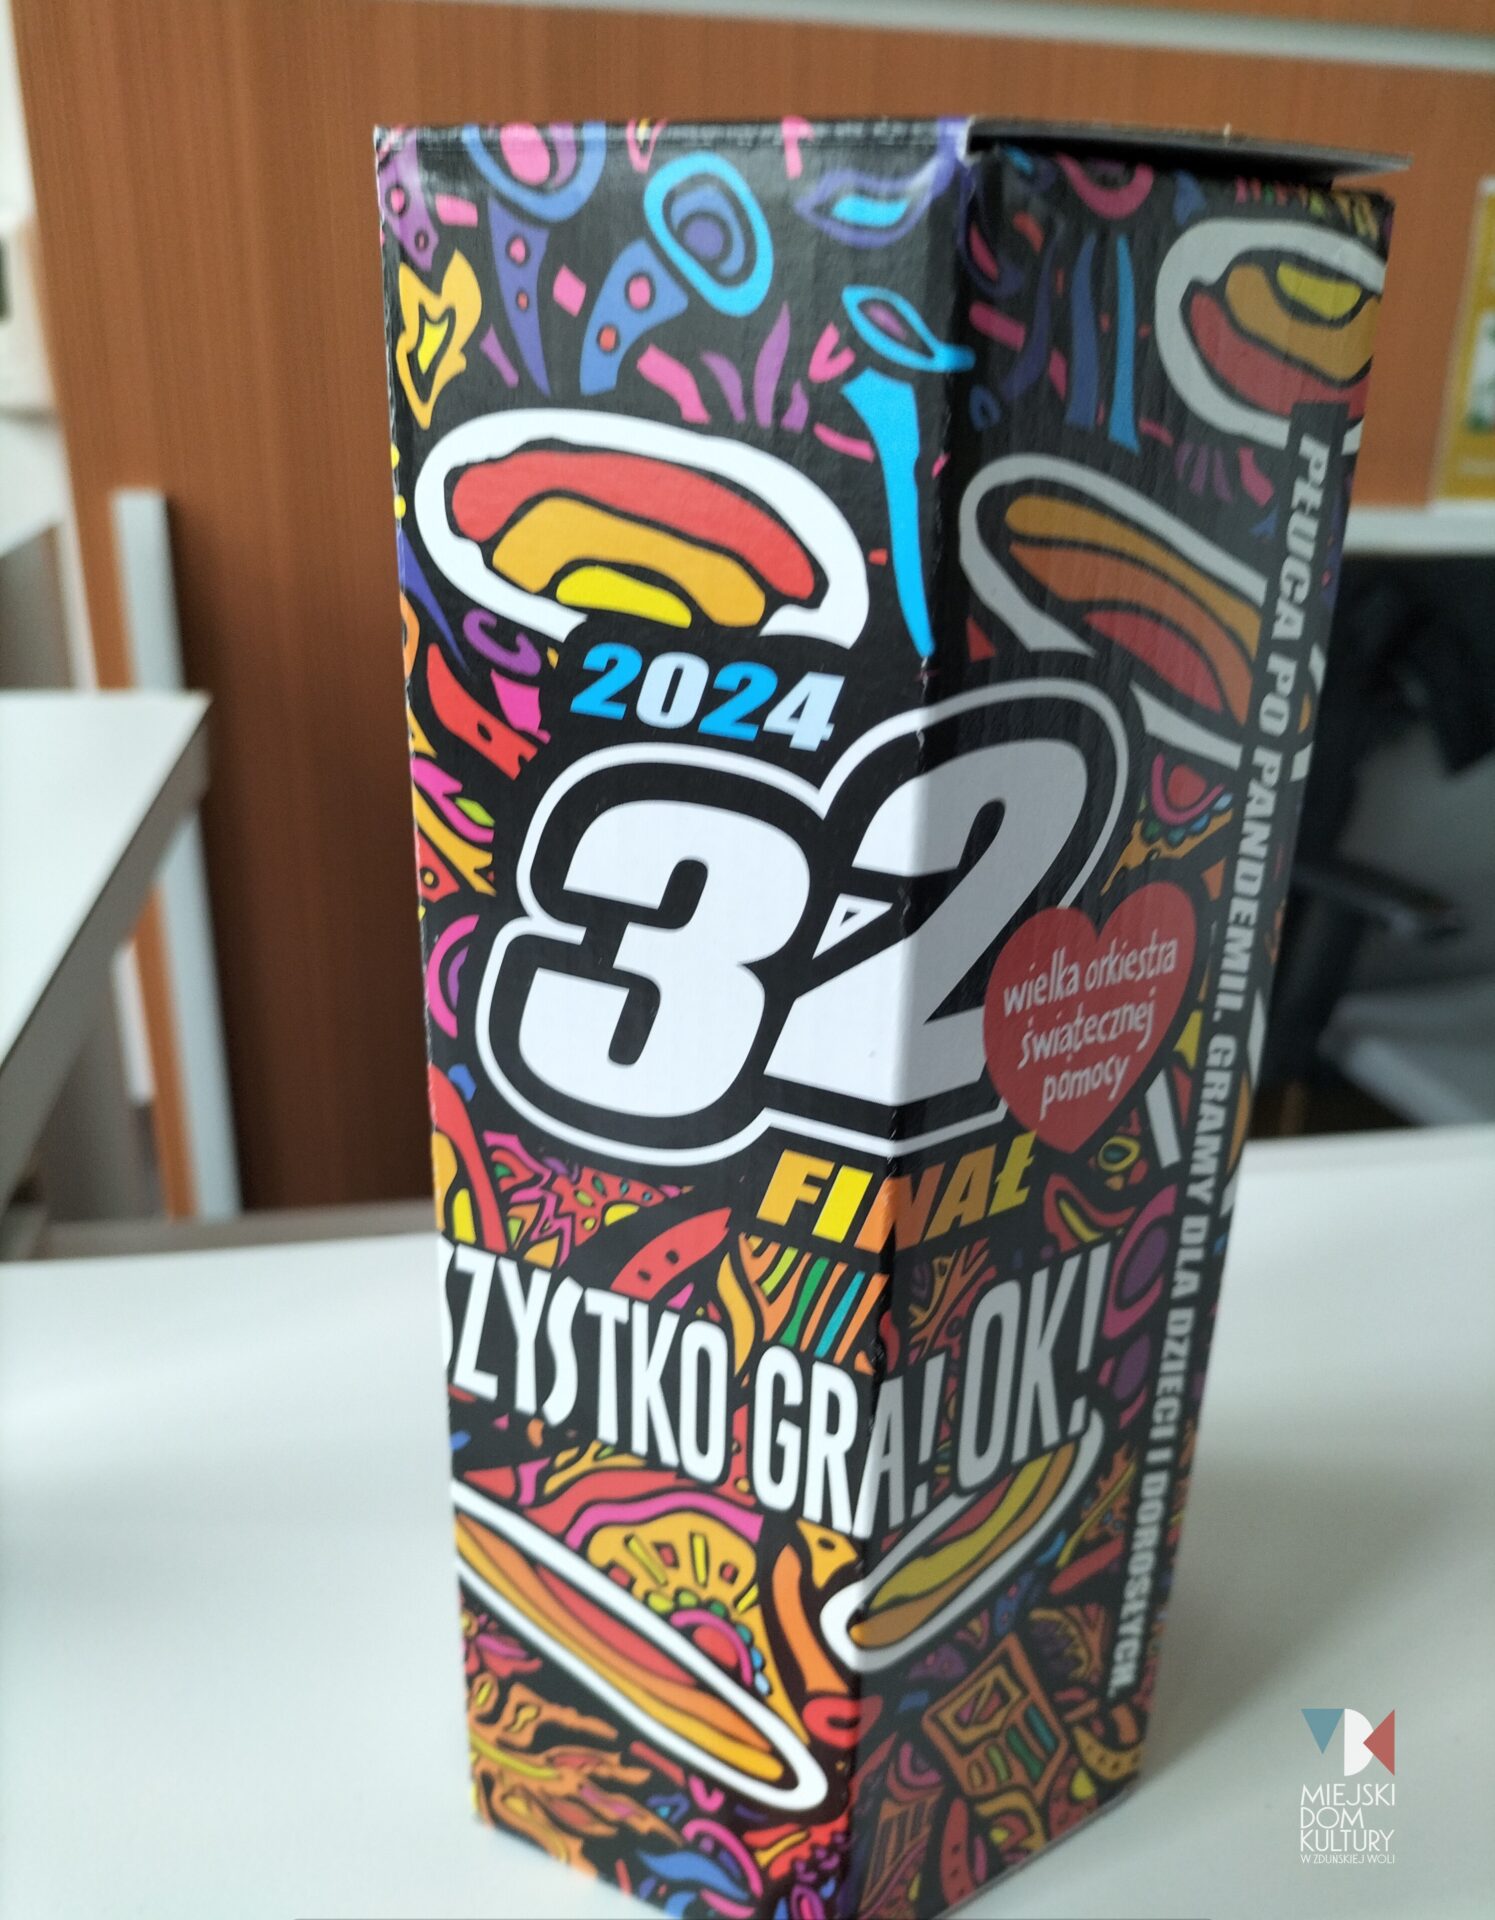 2024
32
wielka orkiestra
świątecznej
pomocy
FINAŁ
SZYSTKO GRA! OK!
PŁUCA PO PANDEMII. GRAMY DLA DZIECI I DOROSŁYCH.
MIEJSKI
DOM
KULTURY
W ZDUŃSKIEJ WOLI